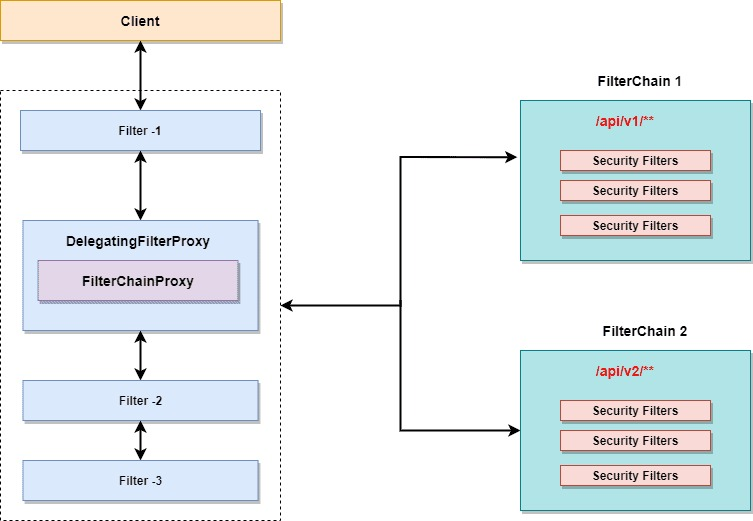 Client
Filter -1
DelegatingFilterProxy
FilterChainProxy
Filter -2
Filter -3
FilterChain 1
/api/v1/**
Security Filters
Security Filters
Security Filters
FilterChain 2
/api/v2/**
Security Filters
Security Filters
Security Filters